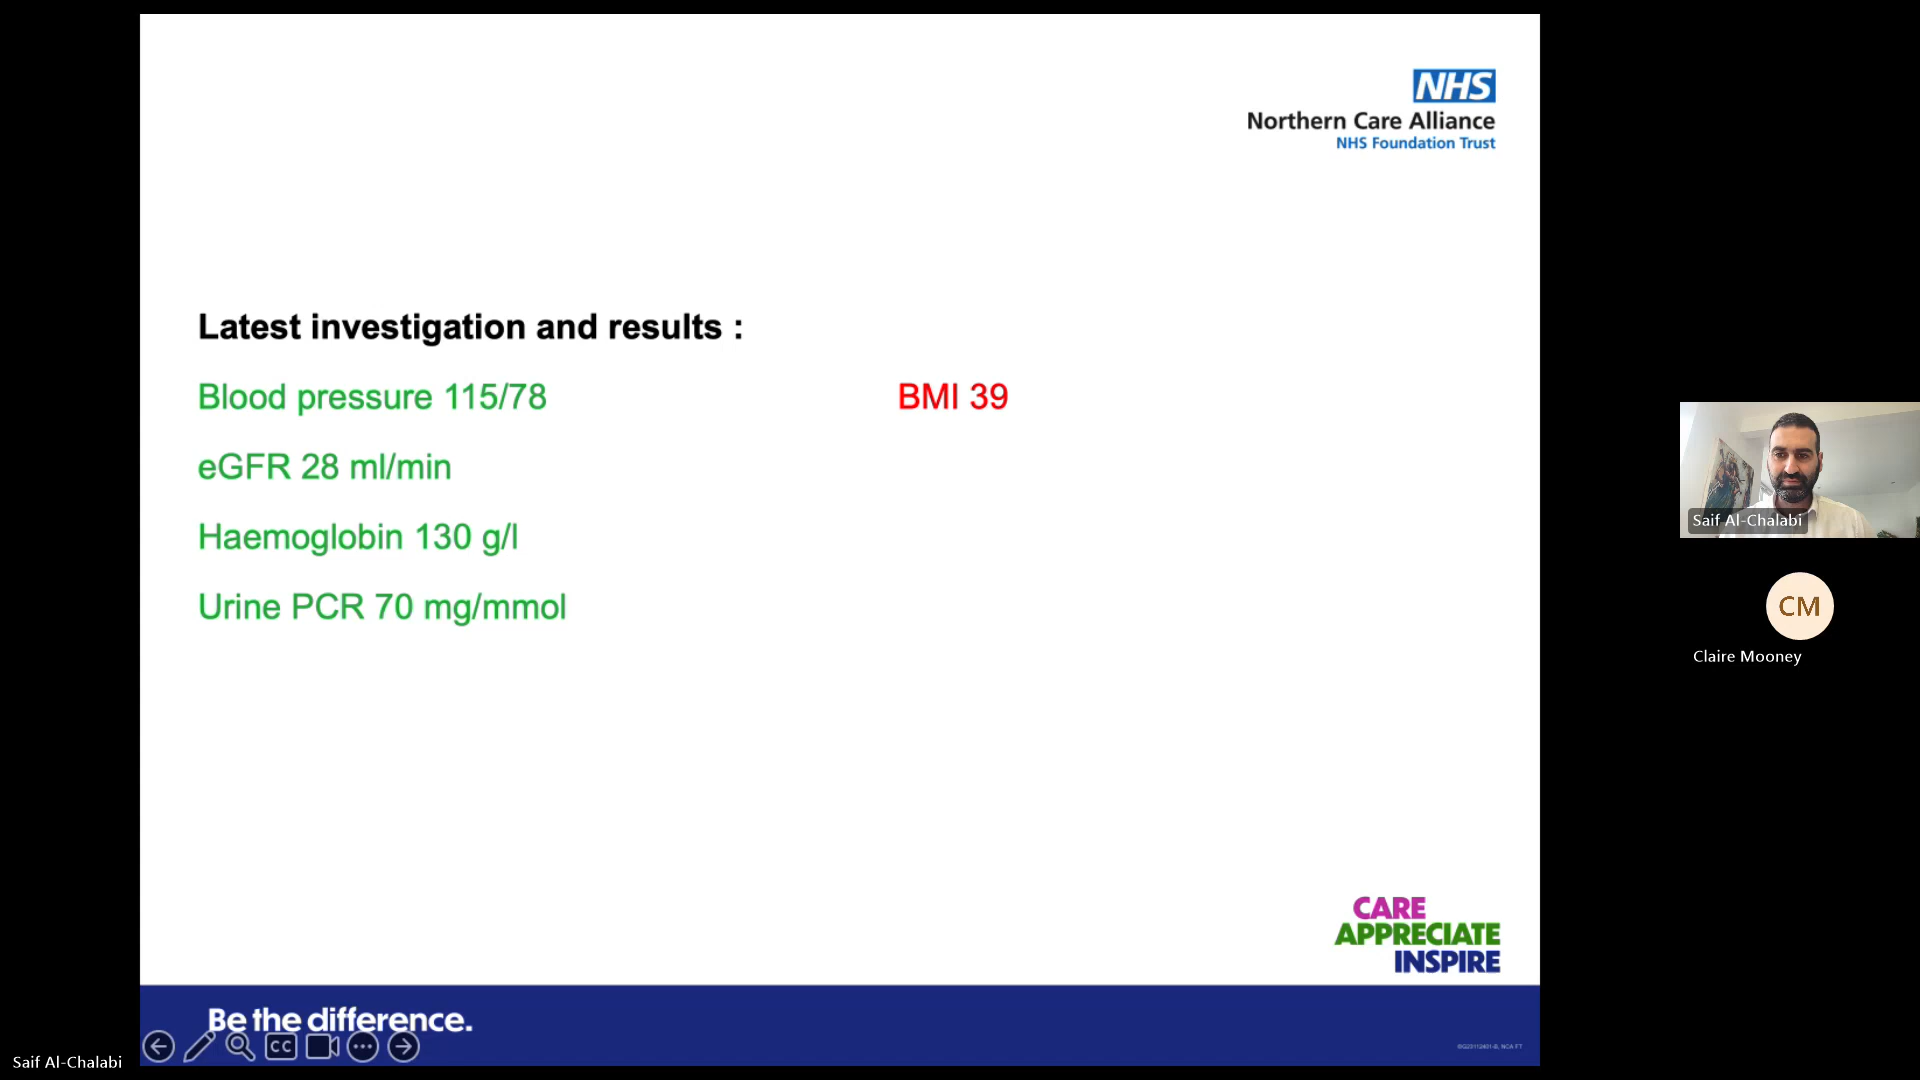 NHS
Northern Care Alliance
NHS Foundation Trust
Latest investigation and results :
Blood pressure 115/78
BMI 39
eGFR 28 ml/min
Haemoglobin 130 g/l
Urine PCR 70 mg/mmol
Saif Al-Chalabi
CM
Claire Mooney
CARE
APPRECIATE
INSPIRE
Be the difference.
CC
Saif Al-Chalabi